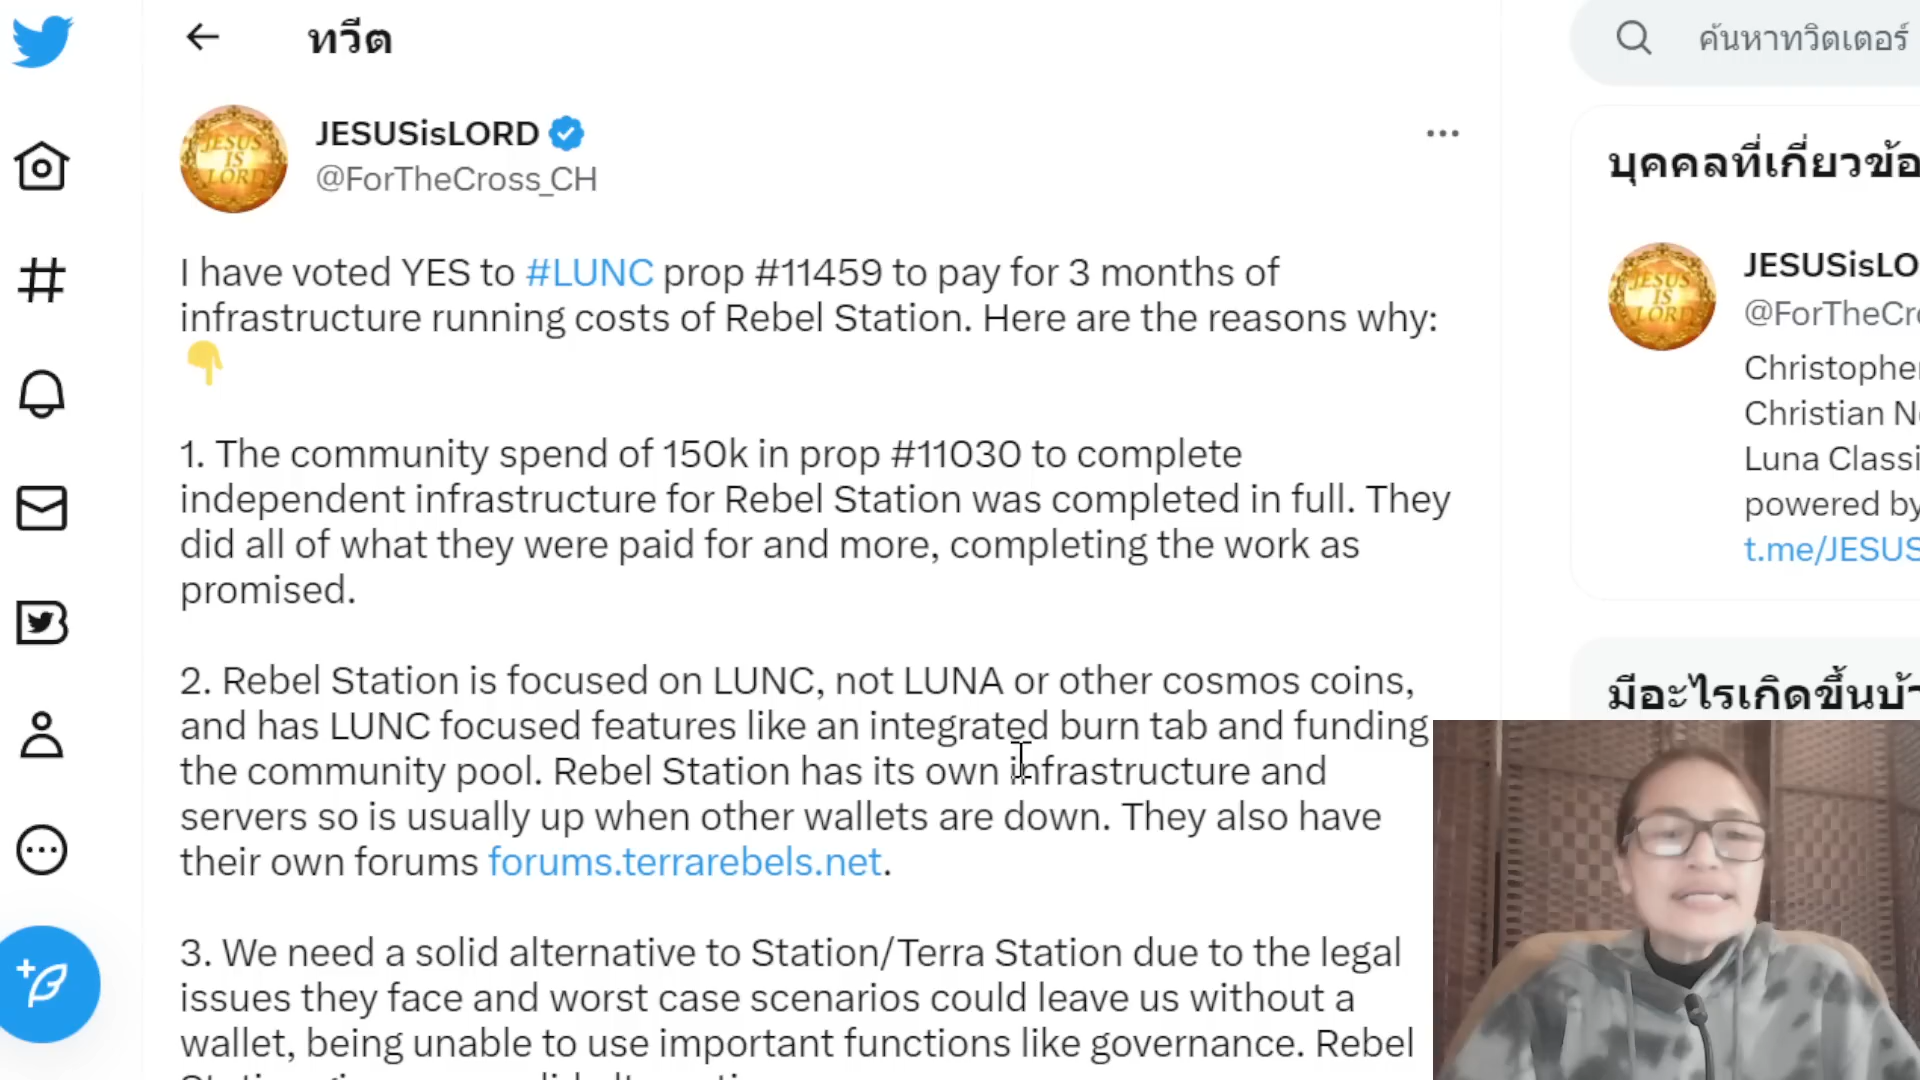 ทวีต
ค้นหาทวิตเตอร์
JESUSisLORD
@ForTheCross_CH
I have voted YES to #LUNC prop #11459 to pay for 3 months of
infrastructure running costs of Rebel Station. Here are the reasons why:
👇
1. The community spend of 150k in prop #11030 to complete
independent infrastructure for Rebel Station was completed in full. They
did all of what they were paid for and more, completing the work as
promised.
2. Rebel Station is focused on LUNC, not LUNA or other cosmos coins,
and has LUNC focused features like an integrated burn tab and funding
the community pool. Rebel Station has its own infrastructure and
servers so is usually up when other wallets are down. They also have
their own forums forums.terrarebels.net.
3. We need a solid alternative to Station/Terra Station due to the legal
issues they face and worst case scenarios could leave us without a
wallet, being unable to use important functions like governance. Rebel
JESUS
IS
LORD
บุคคลที่เกี่ยวข้อ
JESUSisLO
@ForTheCr
Christopher
Christian N
Luna Classi
powered by
t.me/JESUS
JESUS
IS
LORD
มีอะไรเกิดขึ้นบ้า